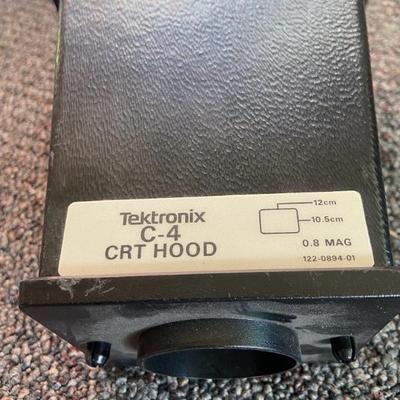 Tektronix
C-4
CRT HOOD
12cm
10.5cm
0.8 MAG
122-0894-01